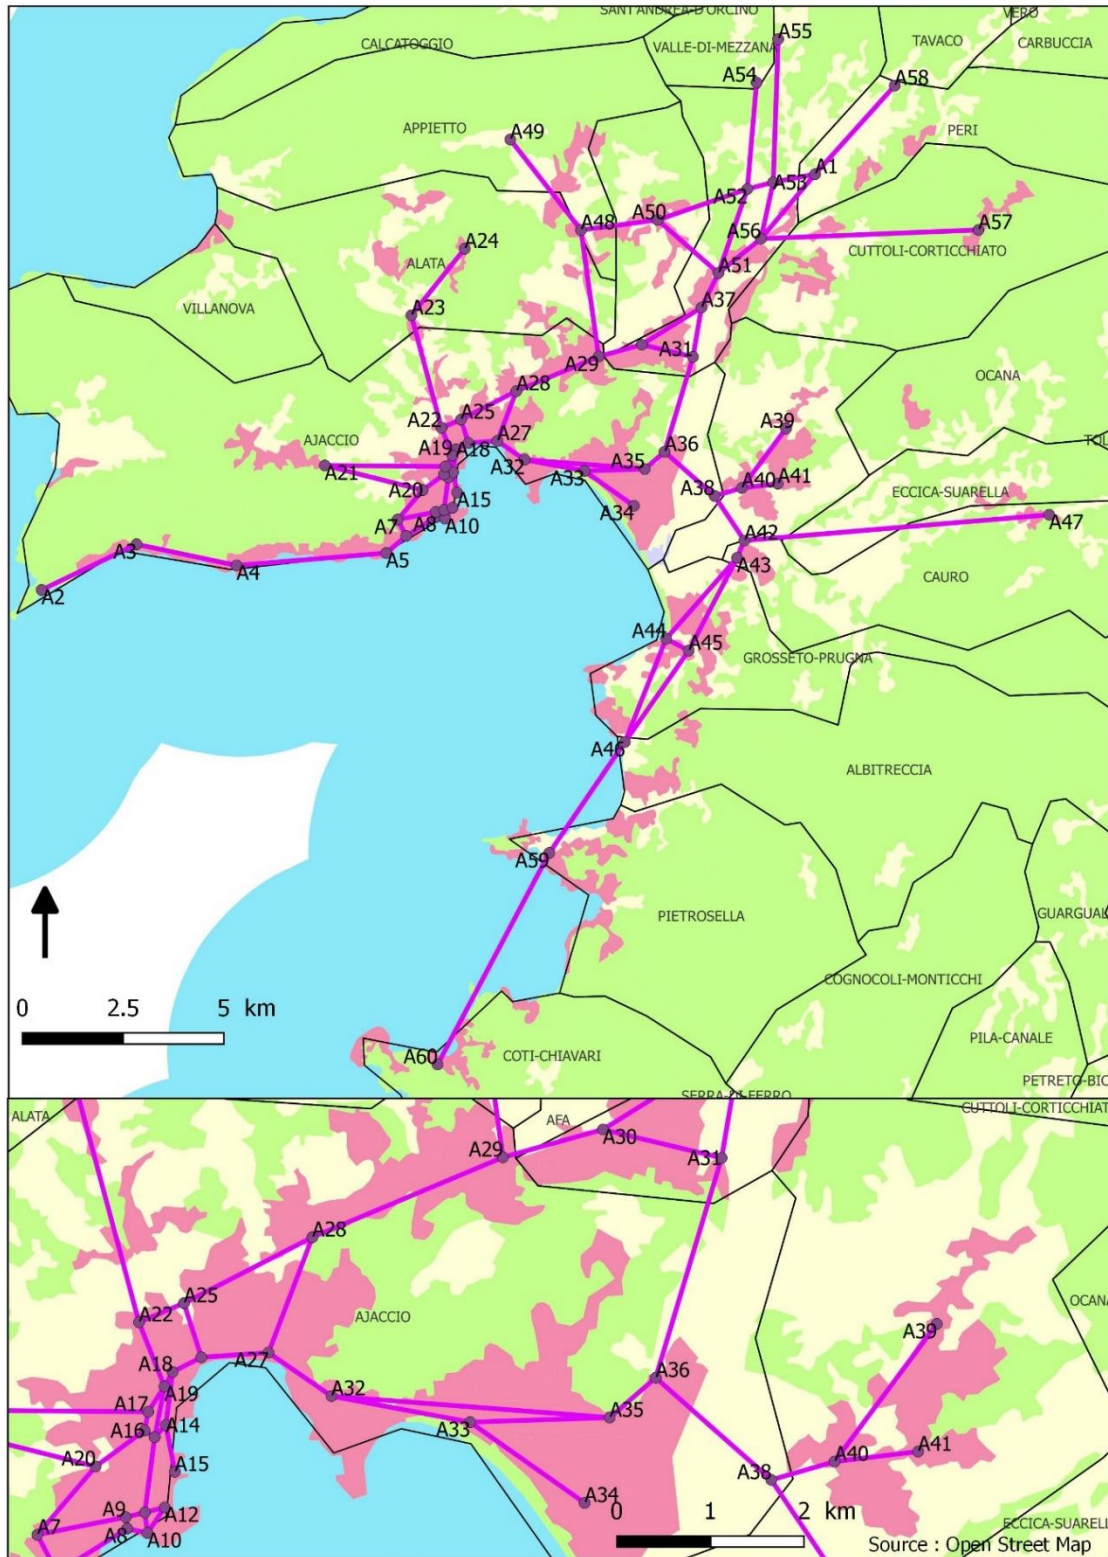 SANT'ANDREA-D'ORCINO
VERO
CALCATOGGIO
VALLE-DI-MEZZANA
A55
TAVACO
CARBUCCIA
A54
A58
APPIETTO
A49
PERI
A1
A53
A52
A48
A50
A56
A57
CUTTOLI-CORTICCHIATO
A24
ALATA
A51
VILLANOVA
A23
A37
A29
A31
OCANA
A28
A25
A22
A39
AJACCIO
A27
A19
A18
A36
A21
A32
A33
A35
A40
A41
A20
A38
ECCICA-SUARELLA
A15
A34
A7
A8
A10
A47
A3
A5
A42
A4
A43
CAURO
A2
A44
A45
GROSSETO-PRUGNA
A46
ALBITRECCIA
A59
PIETROSELLA
GUARGUAL
COGNOCOLI-MONTICCHI
0 2.5 5 km
PILA-CANALE
A60
COTI-CHIAVARI
PETRETO-BIC
SERRA-DI-FERRO
ALATA
AFA
CUTTOLI-CORTICCHIAT
A30
A29
A31
A28
A25
OCANA
A22
AJACCIO
A39
A27
A18
A36
A19
A32
A17
A14
A35
A16
A33
A20
A15
A40
A41
A38
A9
A12
A34
A7
A8
A10
0 1 2 km
ECCICA-SUARELL
Source : Open Street Map